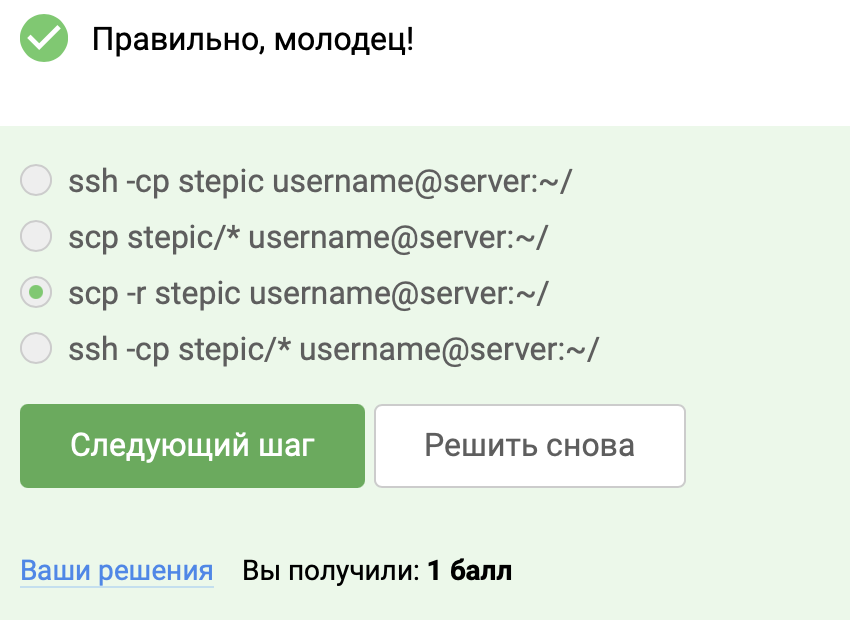 Правильно, молодец!
ssh -cp stepic username@server:~/
scp stepic/* username@server:~/
scp -r stepic username@server:~/
ssh -cp stepic/* username@server:~/
Следующий шаг
Решить снова
Ваши решения Вы получили: 1 балл